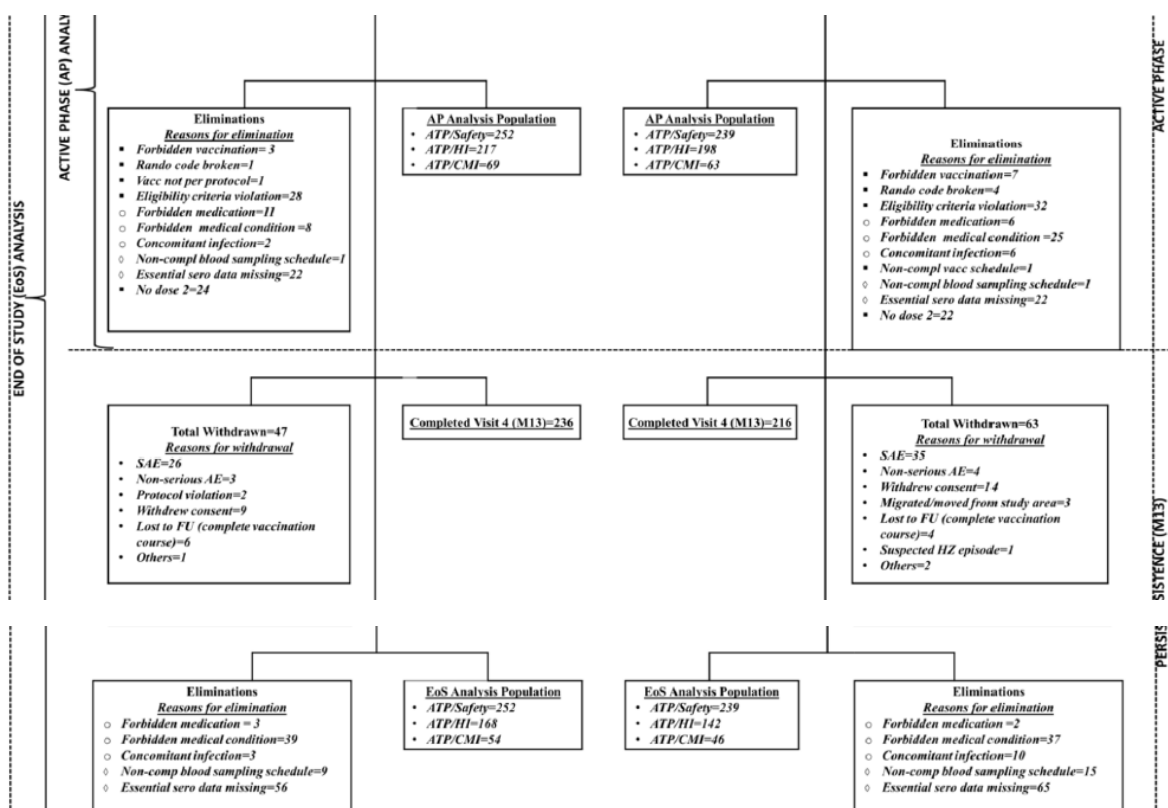 END OF STUDY (EoS) ANALYSIS
ACTIVE PHASE (AP) ANALY
Eliminations
Reasons for elimination
▪ Forbidden vaccination= 3
▪ Rando code broken=1
▪ Vacc not per protocol=1
▪ Eligibility criteria violation=28
○ Forbidden medication=11
○ Forbidden medical condition =8
○ Concomitant infection=2
◊ Non-compl blood sampling schedule=1
◊ Essential sero data missing=22
▪ No dose 2=24
AP Analysis Population
• ATP/Safety=252
• ATP/HI=217
• ATP/CMI=69
AP Analysis Population
• ATP/Safety=239
• ATP/HI=198
• ATP/CMI=63
Eliminations
Reasons for elimination
▪ Forbidden vaccination=7
▪ Rando code broken=4
▪ Eligibility criteria violation=32
○ Forbidden medication=6
○ Forbidden medical condition =25
○ Concomitant infection=6
▪ Non-compl vacc schedule=1
◊ Non-compl blood sampling schedule=1
◊ Essential sero data missing=22
▪ No dose 2=22
ACTIVE PHASE
Total Withdrawn=47
Reasons for withdrawal
• SAE=26
• Non-serious AE=3
• Protocol violation=2
• Withdrew consent=9
• Lost to FU (complete vaccination
course)=6
• Others=1
Completed Visit 4 (M13)=236
Completed Visit 4 (M13)=216
Total Withdrawn=63
Reasons for withdrawal
• SAE=35
• Non-serious AE=4
• Withdrew consent=14
• Migrated/moved from study area=3
• Lost to FU (complete vaccination
course)=4
• Suspected HZ episode=1
• Others=2
SISTENCE (M13)
Eliminations
Reasons for elimination
○ Forbidden medication = 3
○ Forbidden medical condition=39
○ Concomitant infection=3
◊ Non-comp blood sampling schedule=9
◊ Essential sero data missing=56
EoS Analysis Population
• ATP/Safety=252
• ATP/HI=168
• ATP/CMI=54
EoS Analysis Population
• ATP/Safety=239
• ATP/HI=142
• ATP/CMI=46
Eliminations
Reasons for elimination
○ Forbidden medication =2
○ Forbidden medical condition=37
○ Concomitant infection=10
◊ Non-comp blood sampling schedule=15
◊ Essential sero data missing=65
PERSIS